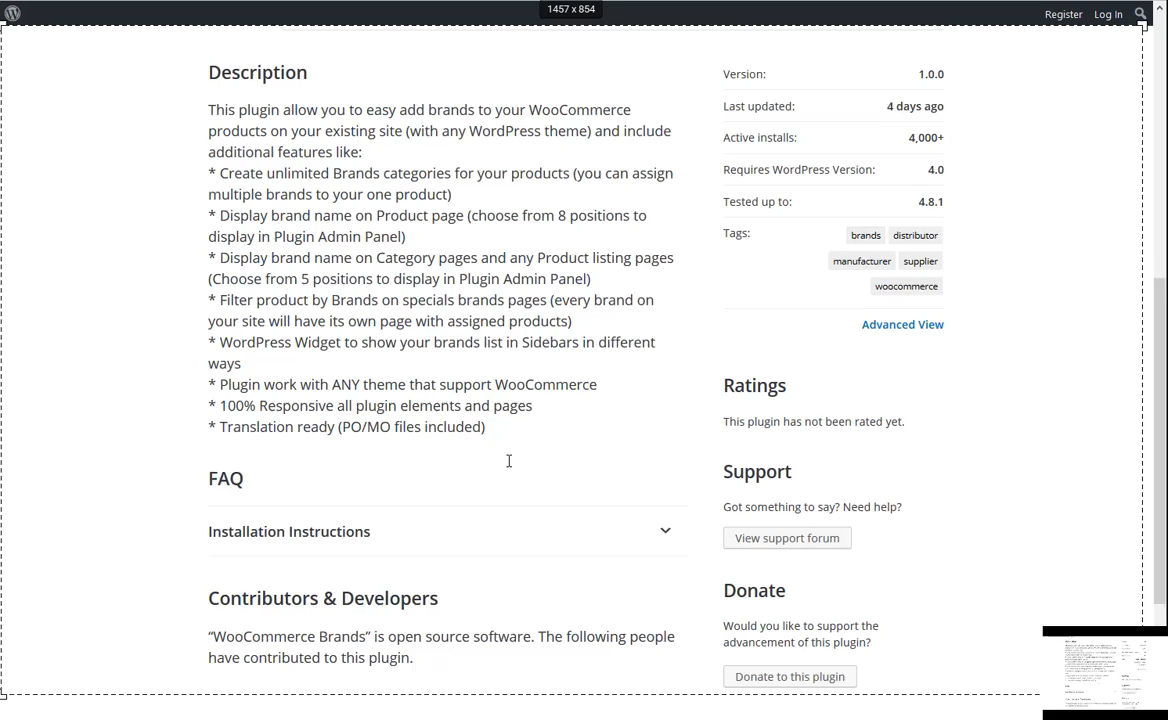 1457 x 854
Register
Log In
Description
This plugin allow you to easy add brands to your WooCommerce
products on your existing site (with any WordPress theme) and include
additional features like:
* Create unlimited Brands categories for your products (you can assign
multiple brands to your one product)
* Display brand name on Product page (choose from 8 positions to
display in Plugin Admin Panel)
* Display brand name on Category pages and any Product listing pages
(Choose from 5 positions to display in Plugin Admin Panel)
* Filter product by Brands on specials brands pages (every brand on
your site will have its own page with assigned products)
* WordPress Widget to show your brands list in Sidebars in different
ways
* Plugin work with ANY theme that support WooCommerce
* 100% Responsive all plugin elements and pages
* Translation ready (PO/MO files included)
FAQ
Installation Instructions
Contributors & Developers
“WooCommerce Brands” is open source software. The following people
have contributed to this plugin.
Version: 1.0.0
Last updated: 4 days ago
Active installs: 4,000+
Requires WordPress Version: 4.0
Tested up to: 4.8.1
Tags: brands distributor
manufacturer supplier
woocommerce
Advanced View
Ratings
This plugin has not been rated yet.
Support
Got something to say? Need help?
View support forum
Donate
Would you like to support the
advancement of this plugin?
Donate to this plugin